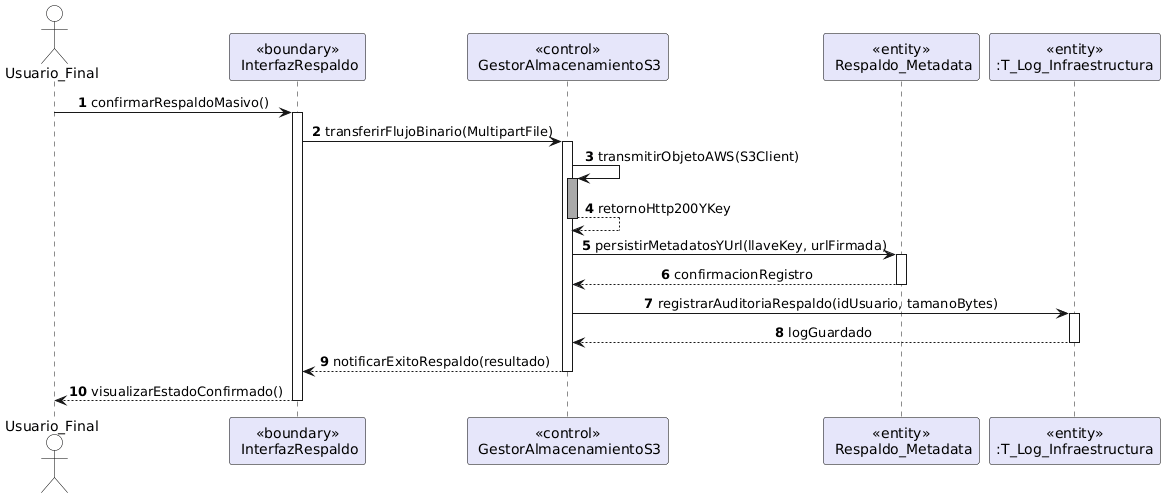 Usuario_Final
«boundary»
InterfazRespaldo
«control»
GestorAlmacenamientoS3
«entity»
Respaldo_Metadata
«entity»
:T_Log_Infraestructura
1 confirmarRespaldoMasivo()
2 transferirFlujoBinario(MultipartFile)
3 transmitirObjetoAWS(S3Client)
4 retornoHttp200YKey
5 persistirMetadatosYUrl(llaveKey, urlFirmada)
6 confirmacionRegistro
7 registrarAuditoriaRespaldo(idUsuario, tamanoBytes)
8 logGuardado
9 notificarExitoRespaldo(resultado)
10 visualizarEstadoConfirmado()
Usuario_Final
«boundary»
InterfazRespaldo
«control»
GestorAlmacenamientoS3
«entity»
Respaldo_Metadata
«entity»
:T_Log_Infraestructura